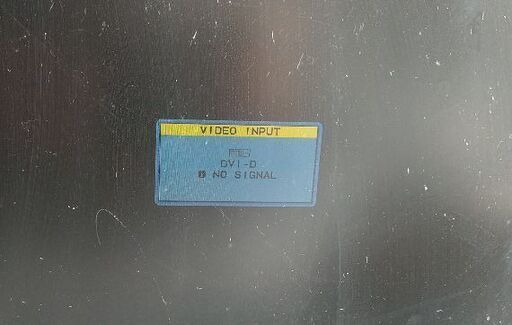 VIDEO INPUT
DVI-D
NO SIGNAL